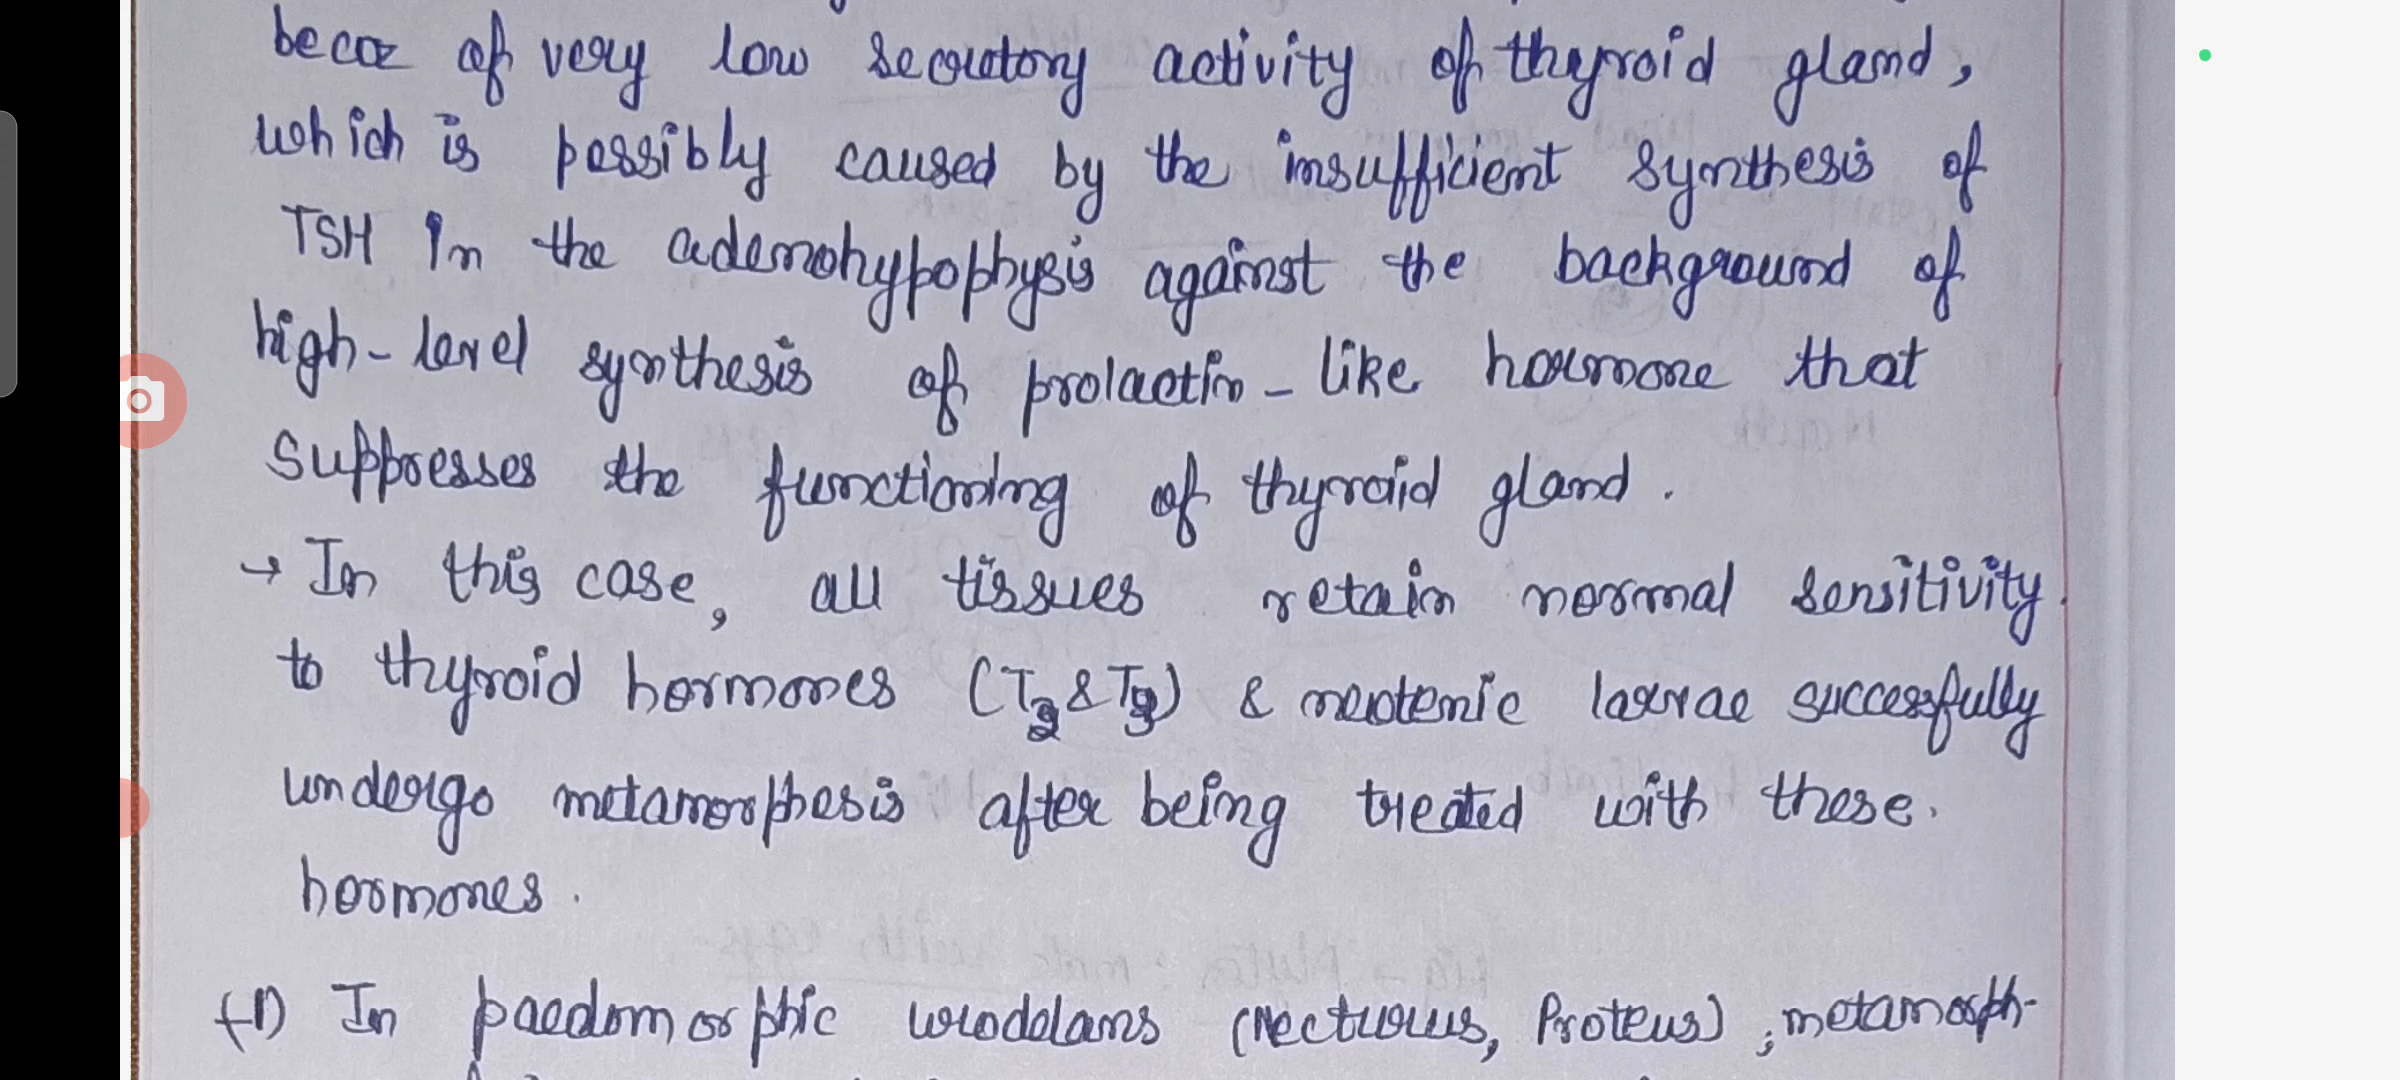 becoz of very low secretory activity of thyroid gland,
which is possibly caused by the insufficient synthesis of
TSH In the adenohypophysis against the background of
high-level synthesis of prolactin-like hormone that
suppresses the functioning of thyroid gland.
→ In this case, all tissues retain normal sensitivity
to thyroid hormones (T & T) & neotenic larvae successfully
undergo metamorphosis after being treated with these.
hormones.
In paedomorphic urodelans (Necturus, Proteus), metamorph-